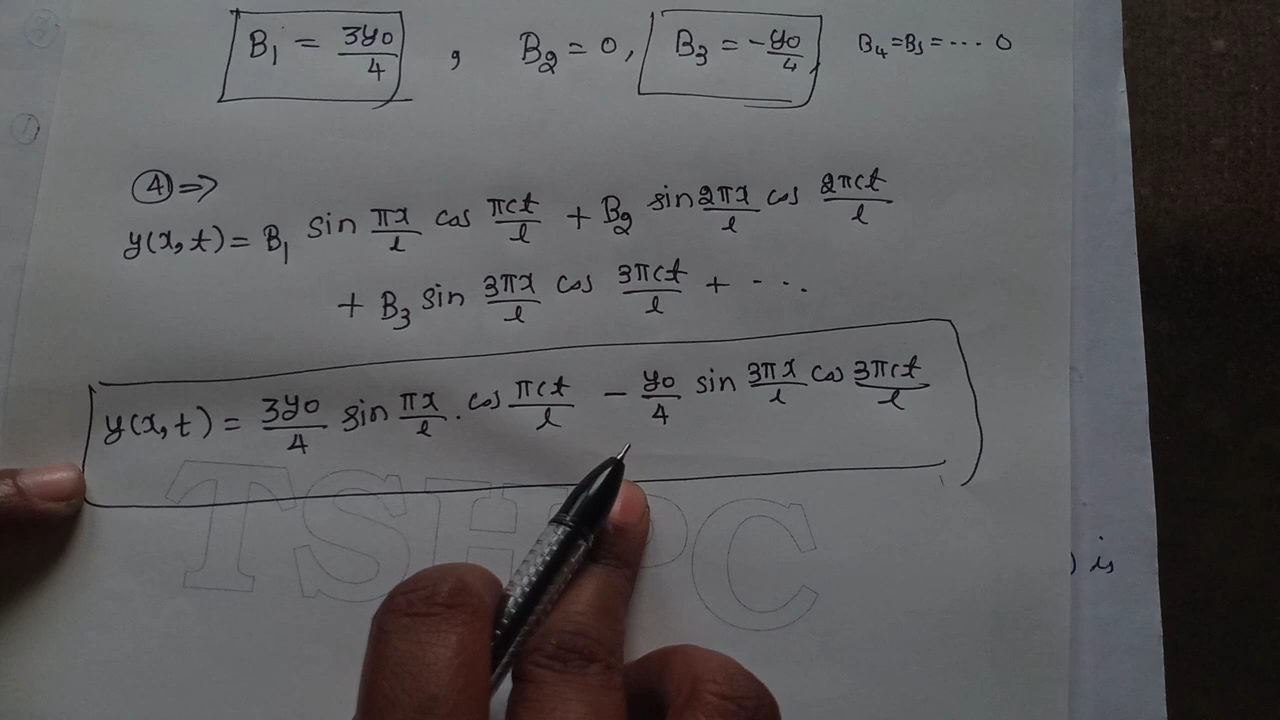 B₁ = 3y0/4 , B₂ = 0, B₃ = -y0/4 B₄=B₅=--- 0
④ =>
y(x, t) = B₁ sin πx/l cos πct/l + B₂ sin 2πx/l cos 2πct/l
+ B₃ sin 3πx/l cos 3πct/l + - ...
y(x, t) = 3y0/4 sin πx/l . cos πct/l - y0/4 sin 3πx/l cos 3πct/l
TSHPC
) is